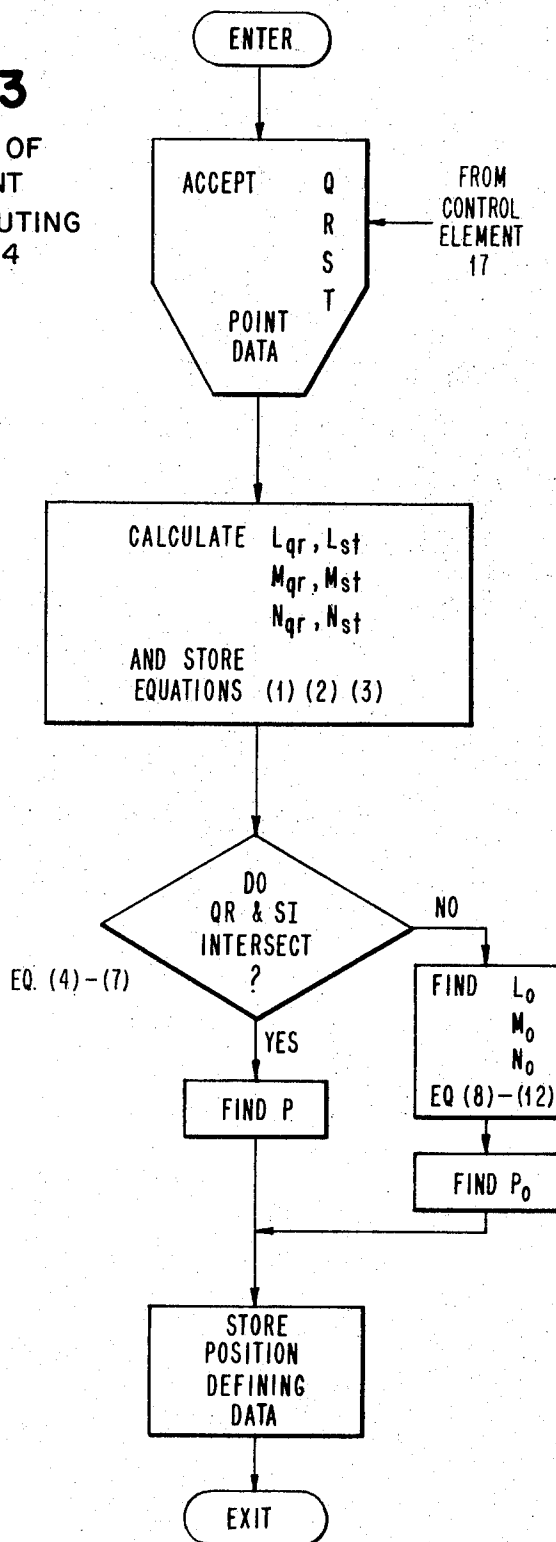 ENTER
3
OF
NT
UTING
4
ACCEPT Q
R
S
T
POINT
DATA
FROM
CONTROL
ELEMENT
17
CALCULATE Lqr, Lst
Mqr, Mst
Nqr, Nst
AND STORE
EQUATIONS (1) (2) (3)
DO
QR & SI
INTERSECT
?
EQ. (4)-(7)
NO
YES
FIND L0
M0
N0
EQ (8)-(12)
FIND P
FIND P0
STORE
POSITION
DEFINING
DATA
EXIT